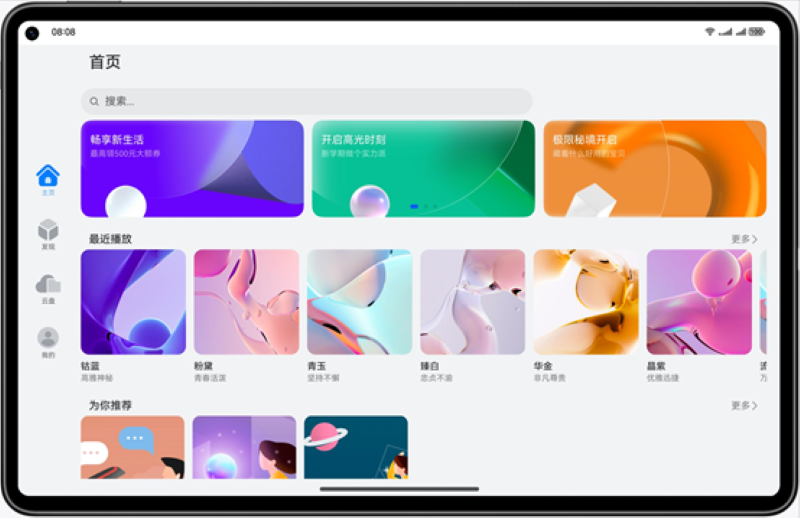 08:08
首页
搜索...
畅享新生活
最高领500元大额券
开启高光时刻
新学期做个实力派
极限秘境开启
藏着什么好用的宝贝
主页
发现
云盘
我的
最近播放
更多
钴蓝
高雅神秘
粉黛
青春活泼
青玉
坚持不懈
臻白
忠贞不渝
华金
非凡尊贵
晶紫
优雅迅捷
为你推荐
更多